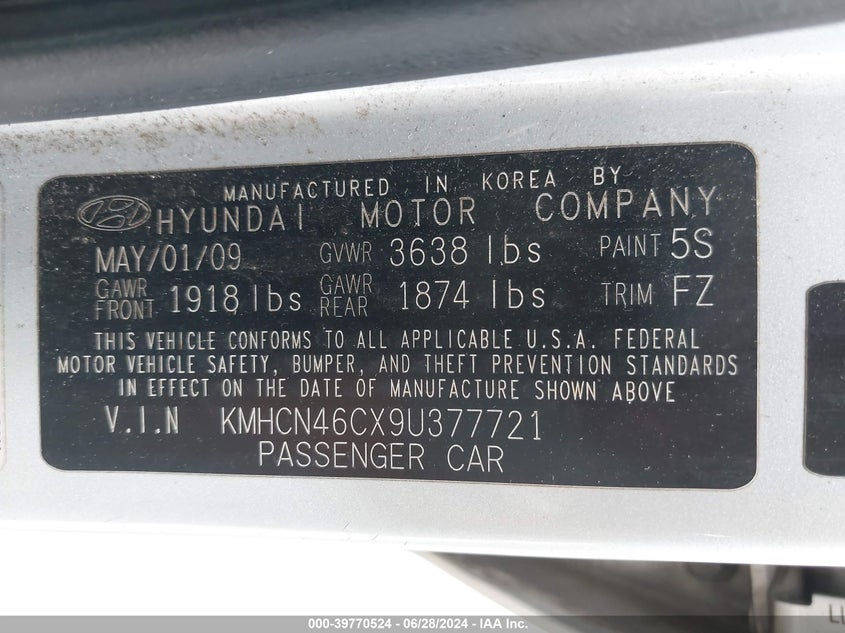 MANUFACTURED IN KOREA BY
HYUNDAI MOTOR COMPANY
MAY/01/09 GVWR 3638 lbs PAINT 5S
GAWR FRONT 1918 lbs GAWR REAR 1874 lbs TRIM FZ
THIS VEHICLE CONFORMS TO ALL APPLICABLE U.S.A. FEDERAL
MOTOR VEHICLE SAFETY, BUMPER, AND THEFT PREVENTION STANDARDS
IN EFFECT ON THE DATE OF MANUFACTURE SHOWN ABOVE
V.I.N KMHCN46CX9U377721
PASSENGER CAR
000-39770524 - 06/28/2024 - IAA Inc.